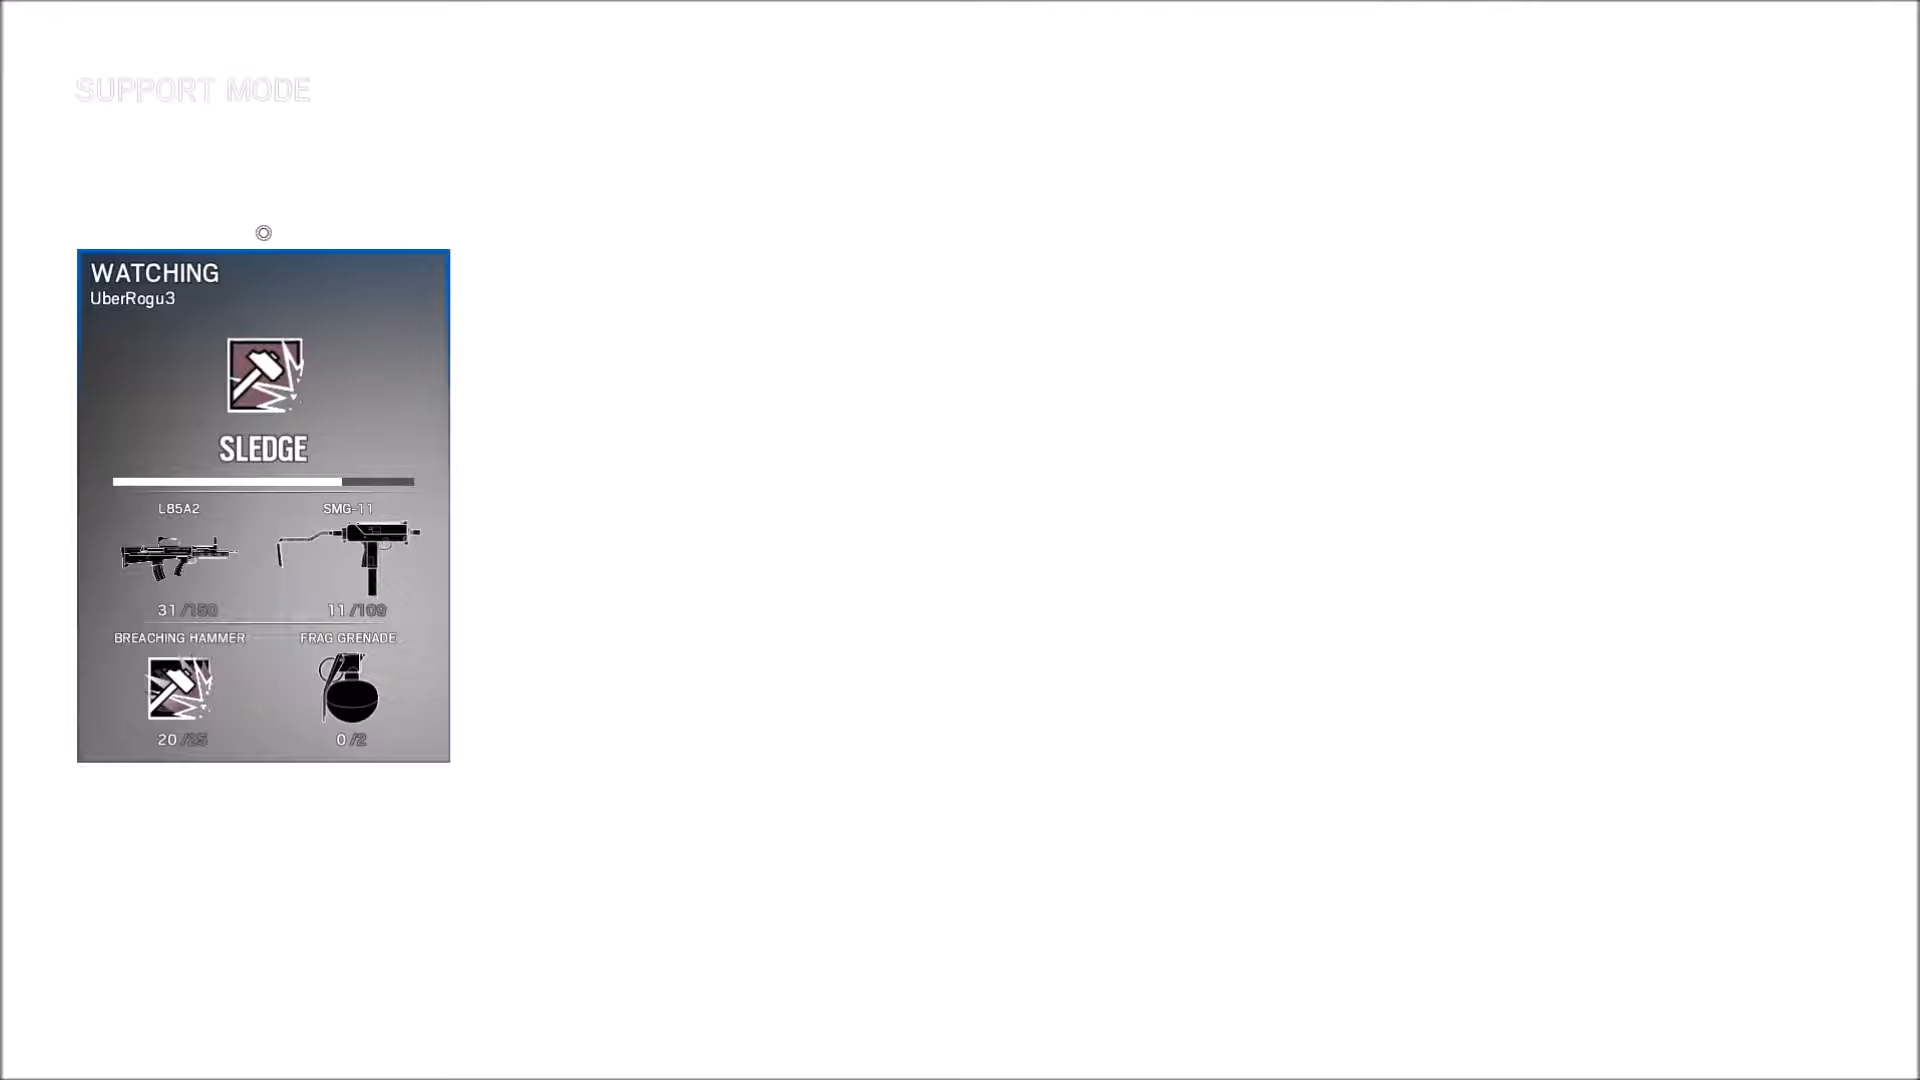 SUPPORT MODE
WATCHING
UberRogu3
SLEDGE
L85A2 SMG-11
31 /150 11 /109
BREACHING HAMMER FRAG GRENADE
20 /25 0 /2